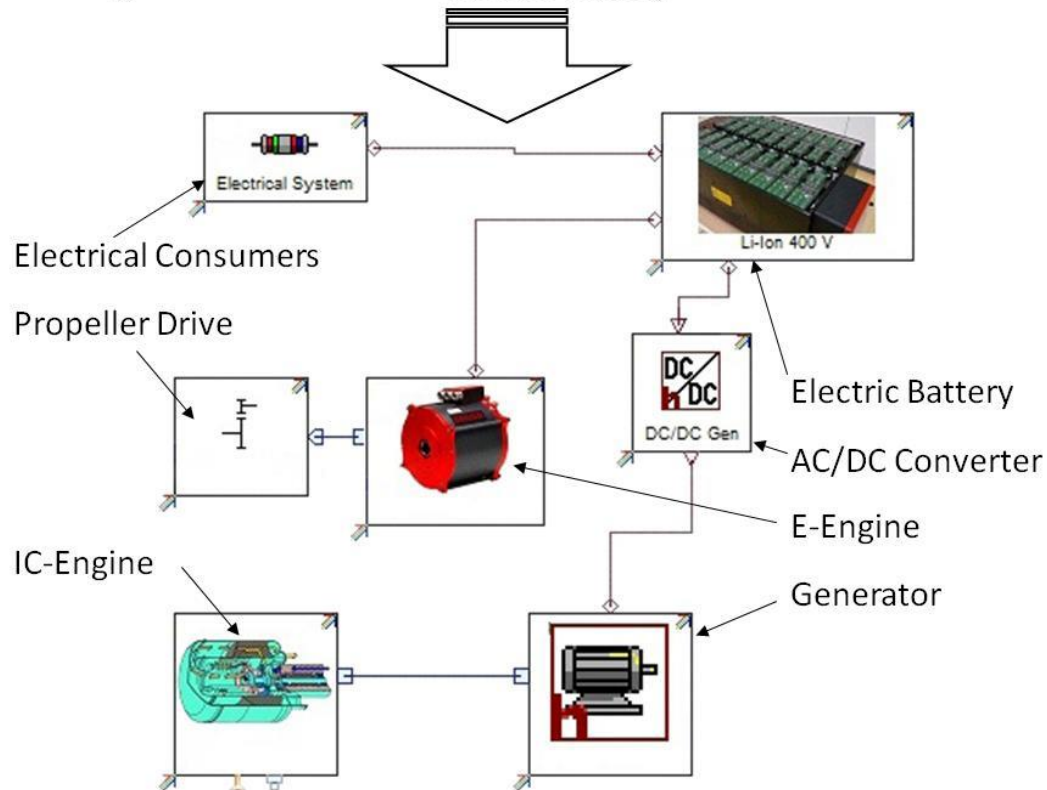 Electrical System
Li-Ion 400 V
Electrical Consumers
Propeller Drive
DC
DC
DC/DC Gen
Electric Battery
AC/DC Converter
E-Engine
IC-Engine
Generator